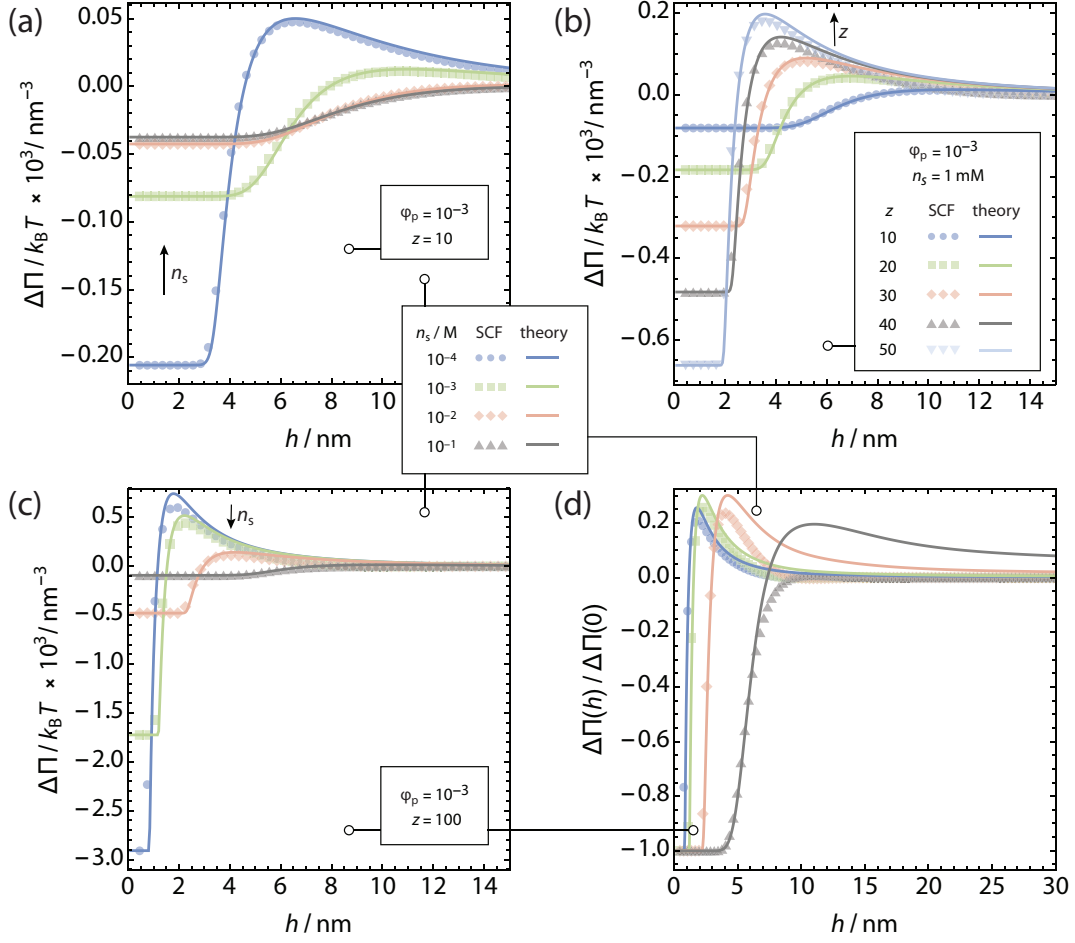 (a)
0.05
0.00
−0.05
−0.10
−0.15
−0.20
ΔΠ / k_B T × 10³ / nm⁻³
n_s
φ_p = 10⁻³
z = 10
0 2 4 6 8 10 14
h / nm
(b)
0.2
0.0
−0.2
−0.4
−0.6
ΔΠ / k_B T × 10³ / nm⁻³
z
φ_p = 10⁻³
n_s = 1 mM
z SCF theory
10
20
30
40
50
0 2 4 6 8 10 12 14
h / nm
n_s / M SCF theory
10⁻⁴
10⁻³
10⁻²
10⁻¹
(c)
0.5
0.0
−0.5
−1.0
−1.5
−2.0
−2.5
−3.0
ΔΠ / k_B T × 10³ / nm⁻³
n_s
φ_p = 10⁻³
z = 100
0 2 4 6 8 10 12 14
h / nm
(d)
0.2
0.0
−0.2
−0.4
−0.6
−0.8
−1.0
ΔΠ(h) / ΔΠ(0)
0 5 10 15 20 25 30
h / nm